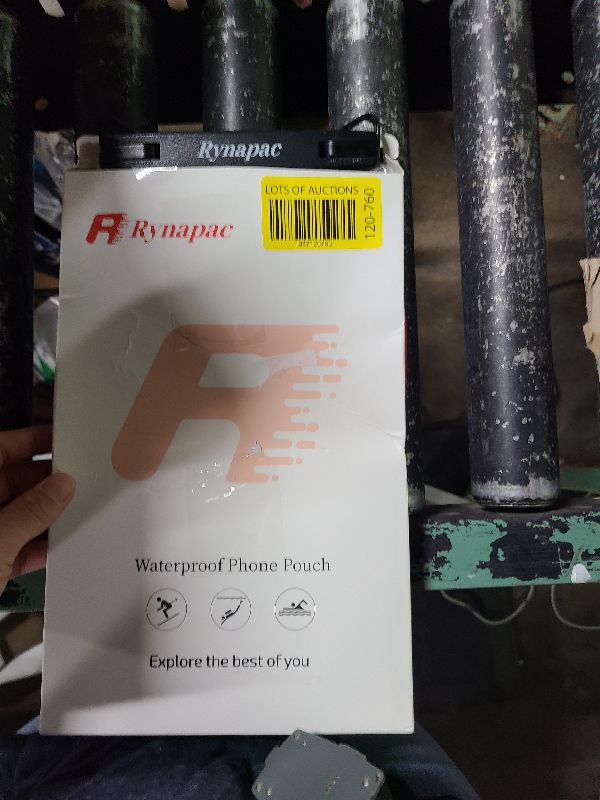 Rynapac
R Rynapac
LOTS OF AUCTIONS
120-760
R
Waterproof Phone Pouch
Explore the best of you